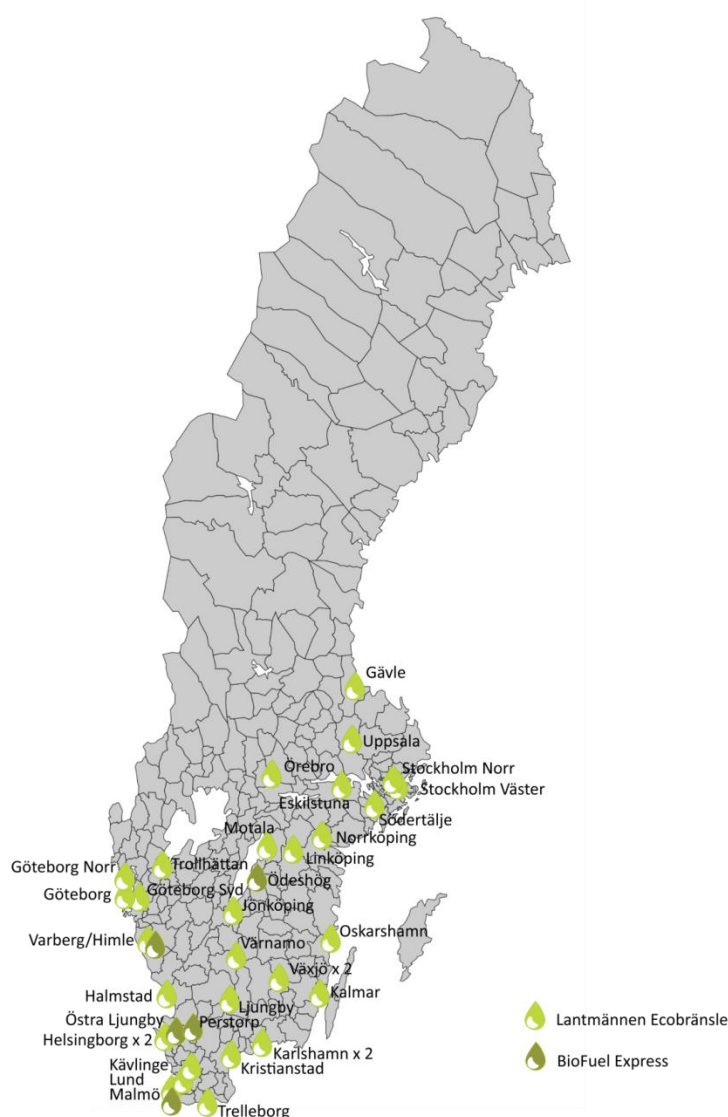 Gävle
Uppsala
Örebro
Stockholm Norr
Eskilstuna
Stockholm Väster
Södertälje
Motala
Norrköping
Linköping
Göteborg Norr
Trollhättan
Ödeshög
Göteborg
Göteborg Syd
Jönköping
Oskarshamn
Varberg/Himle
Värnamo
Växjö x 2
Halmstad
Kalmar
Ljungby
Östra Ljungby
Perstorp
Helsingborg x 2
Karlshamn x 2
Kävlinge
Kristianstad
Lund
Malmö
Trelleborg
Lantmännen Ecobränsle
BioFuel Express